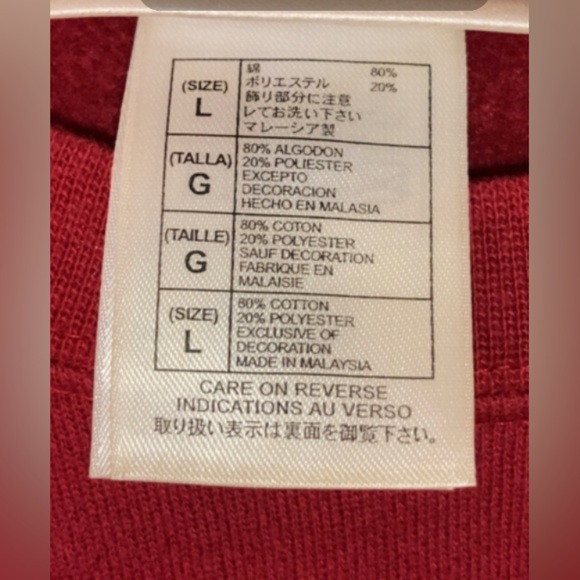 (SIZE)
L
綿 80%
ポリエステル 20%
飾り部分に注意
してお洗い下さい
マレーシア製
(TALLA)
G
80% ALGODON
20% POLIESTER
EXCEPTO
DECORACION
HECHO EN MALASIA
(TAILLE)
G
80% COTON
20% POLYESTER
SAUF DECORATION
FABRIQUE EN
MALAISIE
(SIZE)
L
80% COTTON
20% POLYESTER
EXCLUSIVE OF
DECORATION
MADE IN MALAYSIA
CARE ON REVERSE
INDICATIONS AU VERSO
取り扱い表示は裏面を御覧下さい。